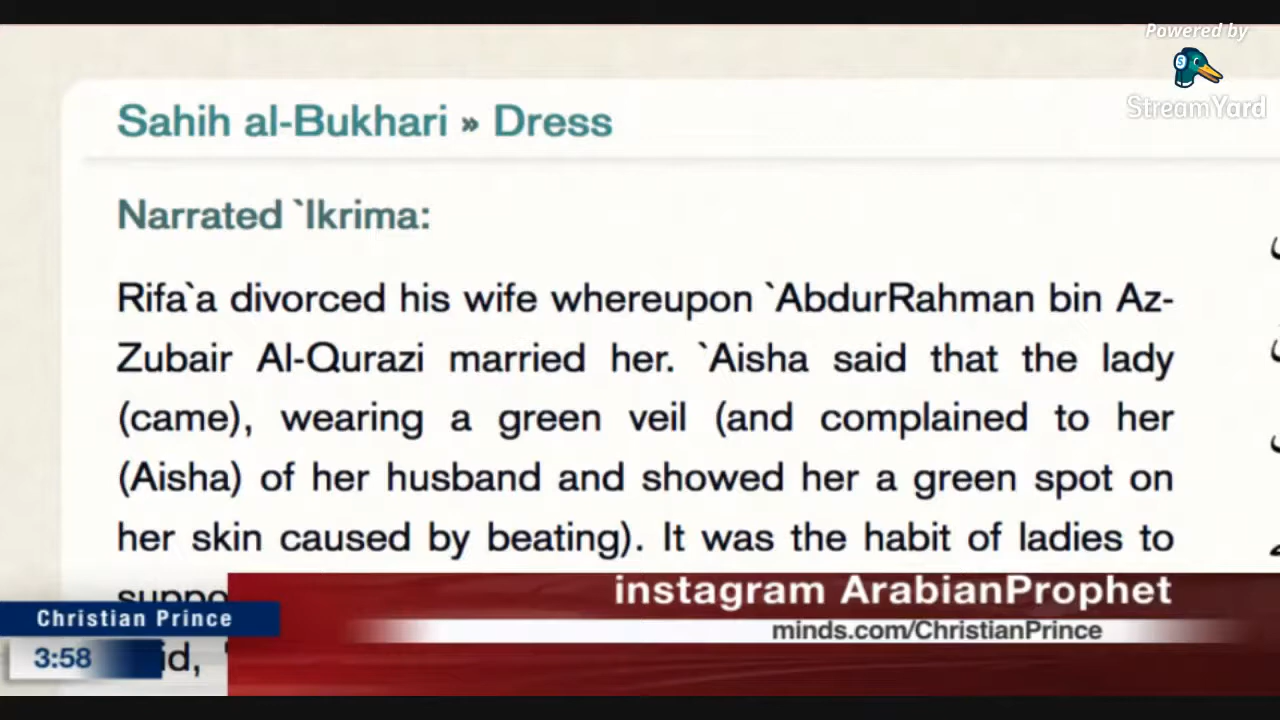 Powered by
StreamYard
Sahih al-Bukhari » Dress
Narrated `Ikrima:
Rifa`a divorced his wife whereupon `AbdurRahman bin Az-
Zubair Al-Qurazi married her. `Aisha said that the lady
(came), wearing a green veil (and complained to her
(Aisha) of her husband and showed her a green spot on
her skin caused by beating). It was the habit of ladies to
instagram ArabianProphet
Christian Prince
minds.com/ChristianPrince
3:58